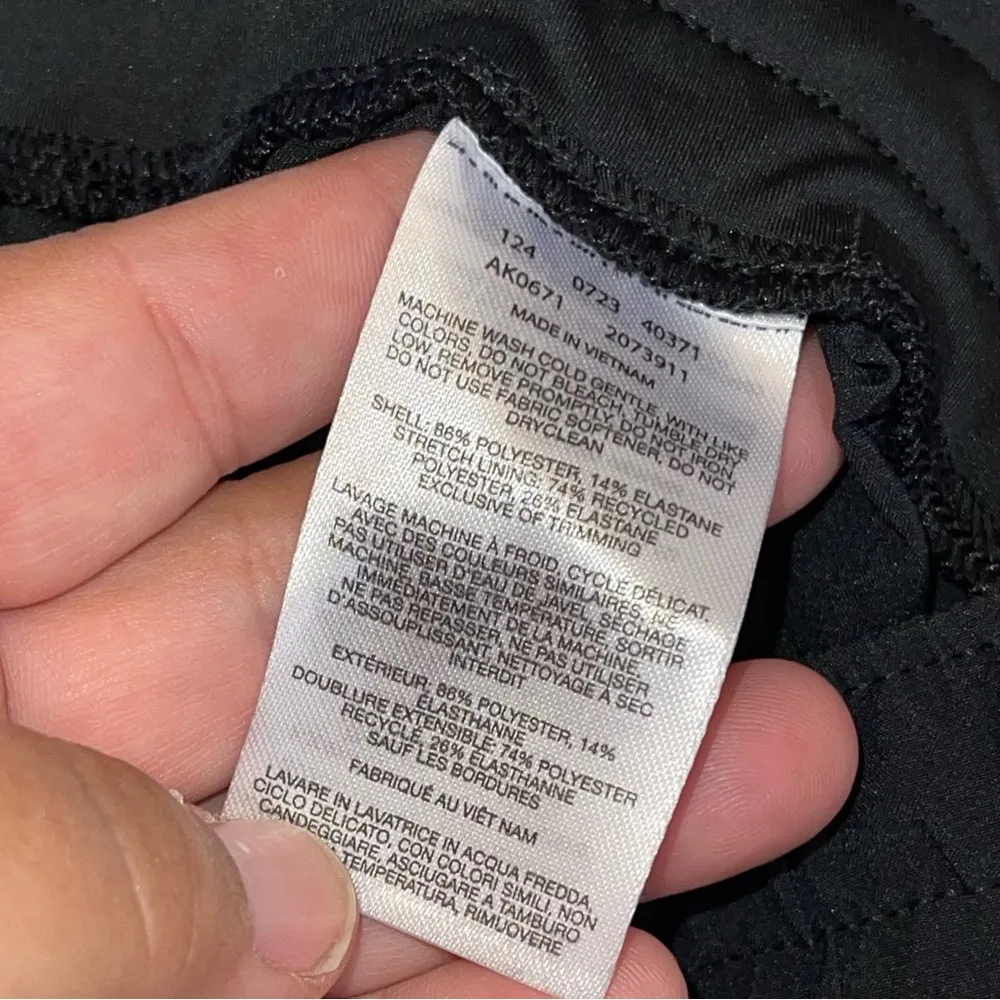 124 0723 40371
AK0671 2073911
MADE IN VIETNAM
MACHINE WASH COLD GENTLE, WITH LIKE
COLORS, DO NOT BLEACH, TUMBLE DRY
LOW, REMOVE PROMPTLY, DO NOT IRON
DO NOT USE FABRIC SOFTENER, DO NOT
DRYCLEAN
SHELL: 86% POLYESTER, 14% ELASTANE
STRETCH LINING: 74% RECYCLED
POLYESTER, 26% ELASTANE
EXCLUSIVE OF TRIMMING
LAVAGE MACHINE À FROID, CYCLE DÉLICAT,
AVEC DES COULEURS SIMILAIRES, NE
PAS UTILISER D'EAU DE JAVEL, SÉCHAGE
MACHINE, BASSE TEMPÉRATURE, SORTIR
IMMÉDIATEMENT DE LA MACHINE,
NE PAS REPASSER, NE PAS UTILISER
D'ASSOUPLISSANT, NETTOYAGE À SEC
INTERDIT
EXTÉRIEUR: 86% POLYESTER, 14%
ÉLASTHANNE
DOUBLURE EXTENSIBLE: 74% POLYESTER
RECYCLÉ, 26% ÉLASTHANNE
SAUF LES BORDURES
FABRIQUÉ AU VIÊT NAM
LAVARE IN LAVATRICE IN ACQUA FREDDA,
CICLO DELICATO, CON COLORI SIMILI, NON
CANDEGGIARE, ASCIUGARE A TAMBURO
TEMPERATURA, RIMUOVERE